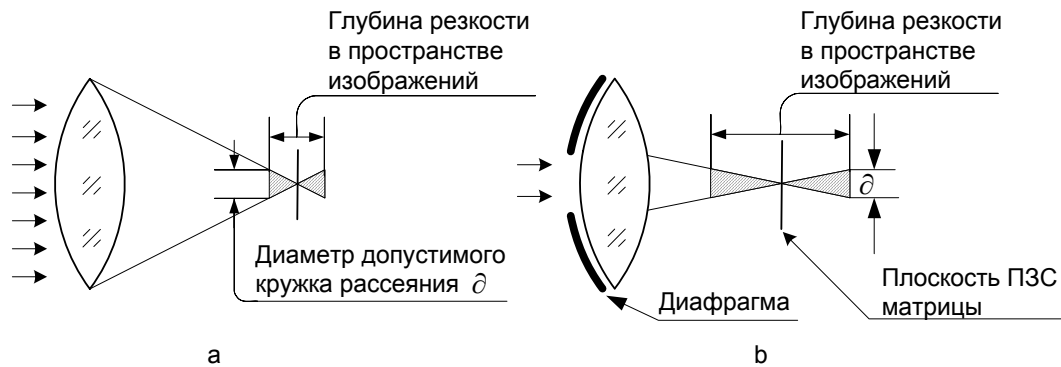 Глубина резкости
в пространстве
изображений
Диаметр допустимого
кружка рассеяния ∂
а
Глубина резкости
в пространстве
изображений
∂
Диафрагма
Плоскость ПЗС
матрицы
b